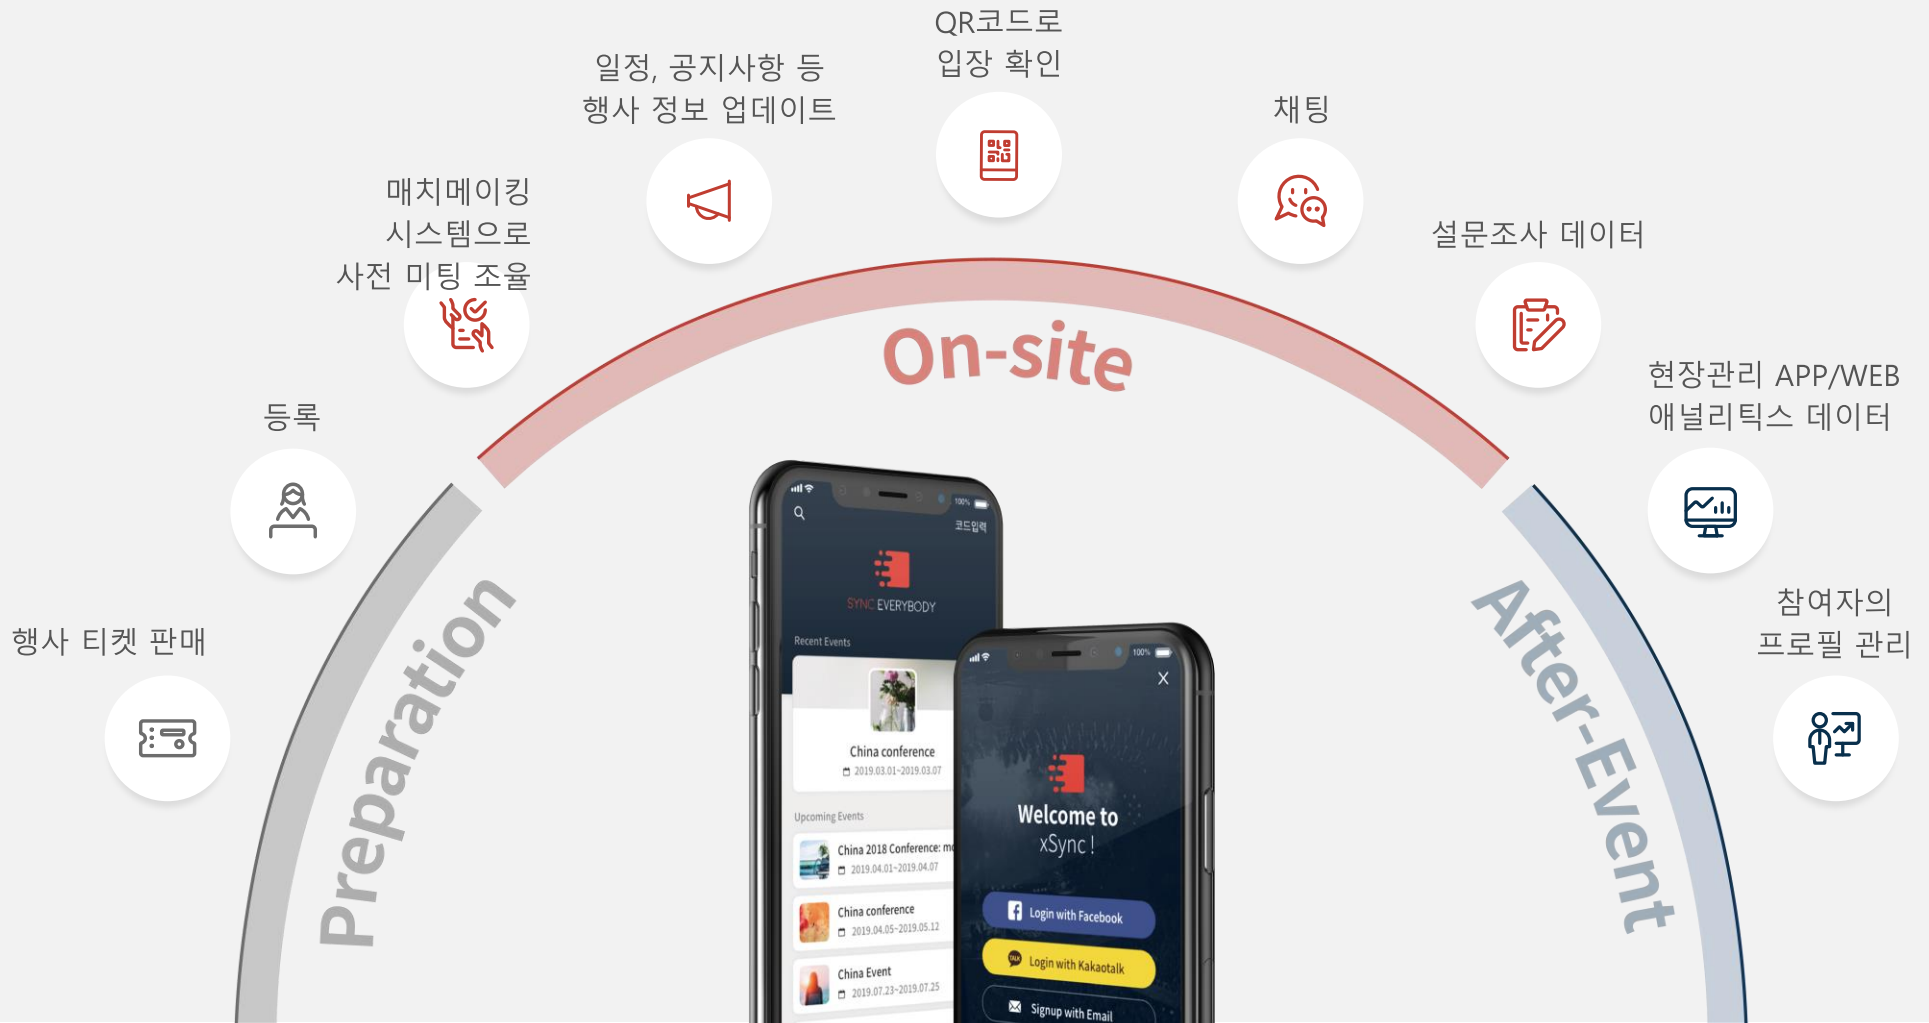 QR코드로
입장 확인
일정, 공지사항 등
행사 정보 업데이트
채팅
매치메이킹
시스템으로
사전 미팅 조율
설문조사 데이터
현장관리 APP/WEB
애널리틱스 데이터
등록
참여자의
프로필 관리
행사 티켓 판매
On-site
Preparation
After-Event
100%
코드입력
SYNC EVERYBODY
Recent Events
China conference
2019.03.01~2019.03.07
Upcoming Events
China 2018 Conference: mo
2019.04.01~2019.04.07
China conference
2019.04.05~2019.05.12
China Event
2019.07.23~2019.07.25
100%
X
Welcome to
xSync !
Login with Facebook
TALK
Login with Kakaotalk
Signup with Email